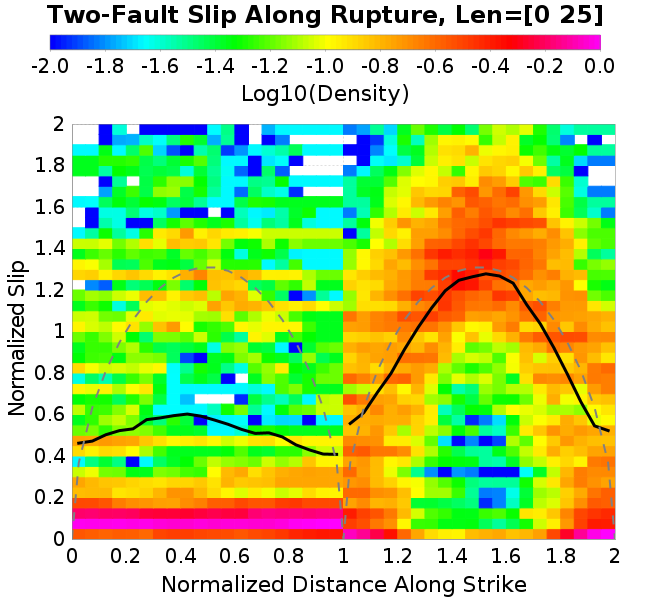 Two-Fault Slip Along Rupture, Len=[0 25]
-2.0 -1.8 -1.6 -1.4 -1.2 -1.0 -0.8 -0.6 -0.4 -0.2 0.0
Log10(Density)
2
1.8
1.6
1.4
1.2
1
0.8
0.6
0.4
0.2
0
Normalized Slip
0 0.2 0.4 0.6 0.8 1 1.2 1.4 1.6 1.8 2
Normalized Distance Along Strike